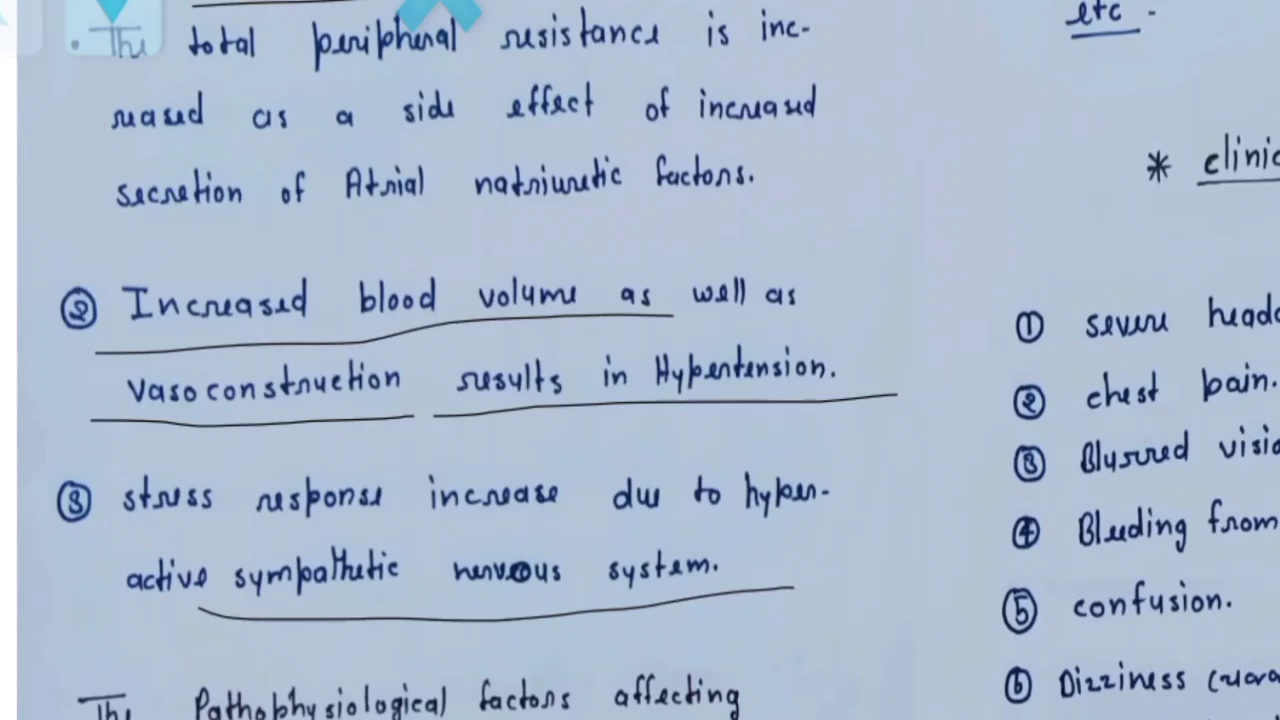 • The total peripheral resistance is inc-
reased as a side effect of increased
secretion of Atrial natriuretic factors.
② Increased blood volume as well as
vasoconstruction results in Hypertension.
③ stress response increase due to hyper-
active sympathetic nervous system.
The Pathophysiological factors affecting
etc.
* clinic
① severe heada
② chest pain.
③ Blurred visio
④ Bleeding from
⑤ confusion.
⑥ Dizziness